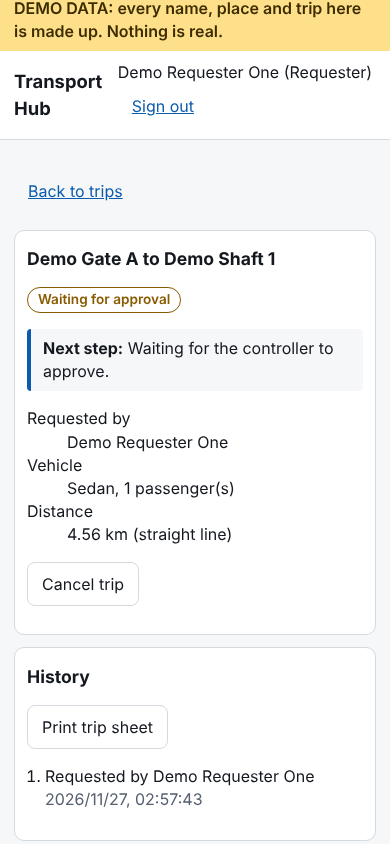 DEMO DATA: every name, place and trip here
is made up. Nothing is real.
Transport
Hub
Demo Requester One (Requester)
Sign out
Back to trips
Demo Gate A to Demo Shaft 1
Waiting for approval
Next step: Waiting for the controller to
approve.
Requested by
Demo Requester One
Vehicle
Sedan, 1 passenger(s)
Distance
4.56 km (straight line)
Cancel trip
History
Print trip sheet
1. Requested by Demo Requester One
2026/11/27, 02:57:43